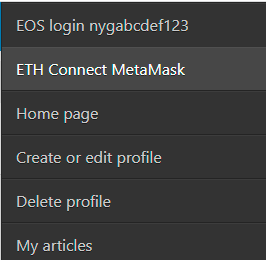 EOS login nygabcdef123
ETH Connect MetaMask
Home page
Create or edit profile
Delete profile
My articles